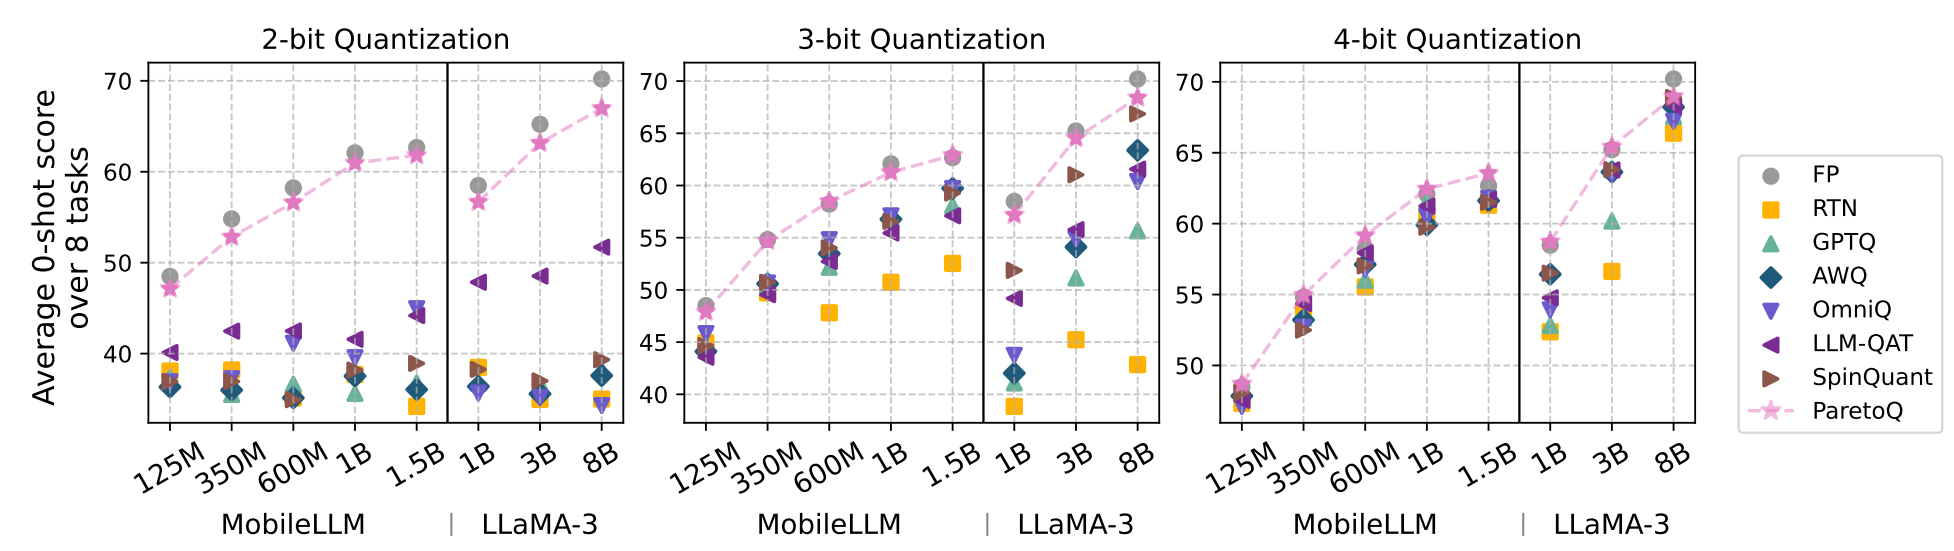 2-bit Quantization
3-bit Quantization
4-bit Quantization
Average 0-shot score
over 8 tasks
70
60
50
40
125M
350M
600M
1B
1.5B
1B
3B
8B
MobileLLM | LLaMA-3
70
65
60
55
50
45
40
125M
350M
600M
1B
1.5B
1B
3B
8B
MobileLLM | LLaMA-3
70
65
60
55
50
125M
350M
600M
1B
1.5B
1B
3B
8B
MobileLLM | LLaMA-3
FP
RTN
GPTQ
AWQ
OmniQ
LLM-QAT
SpinQuant
ParetoQ